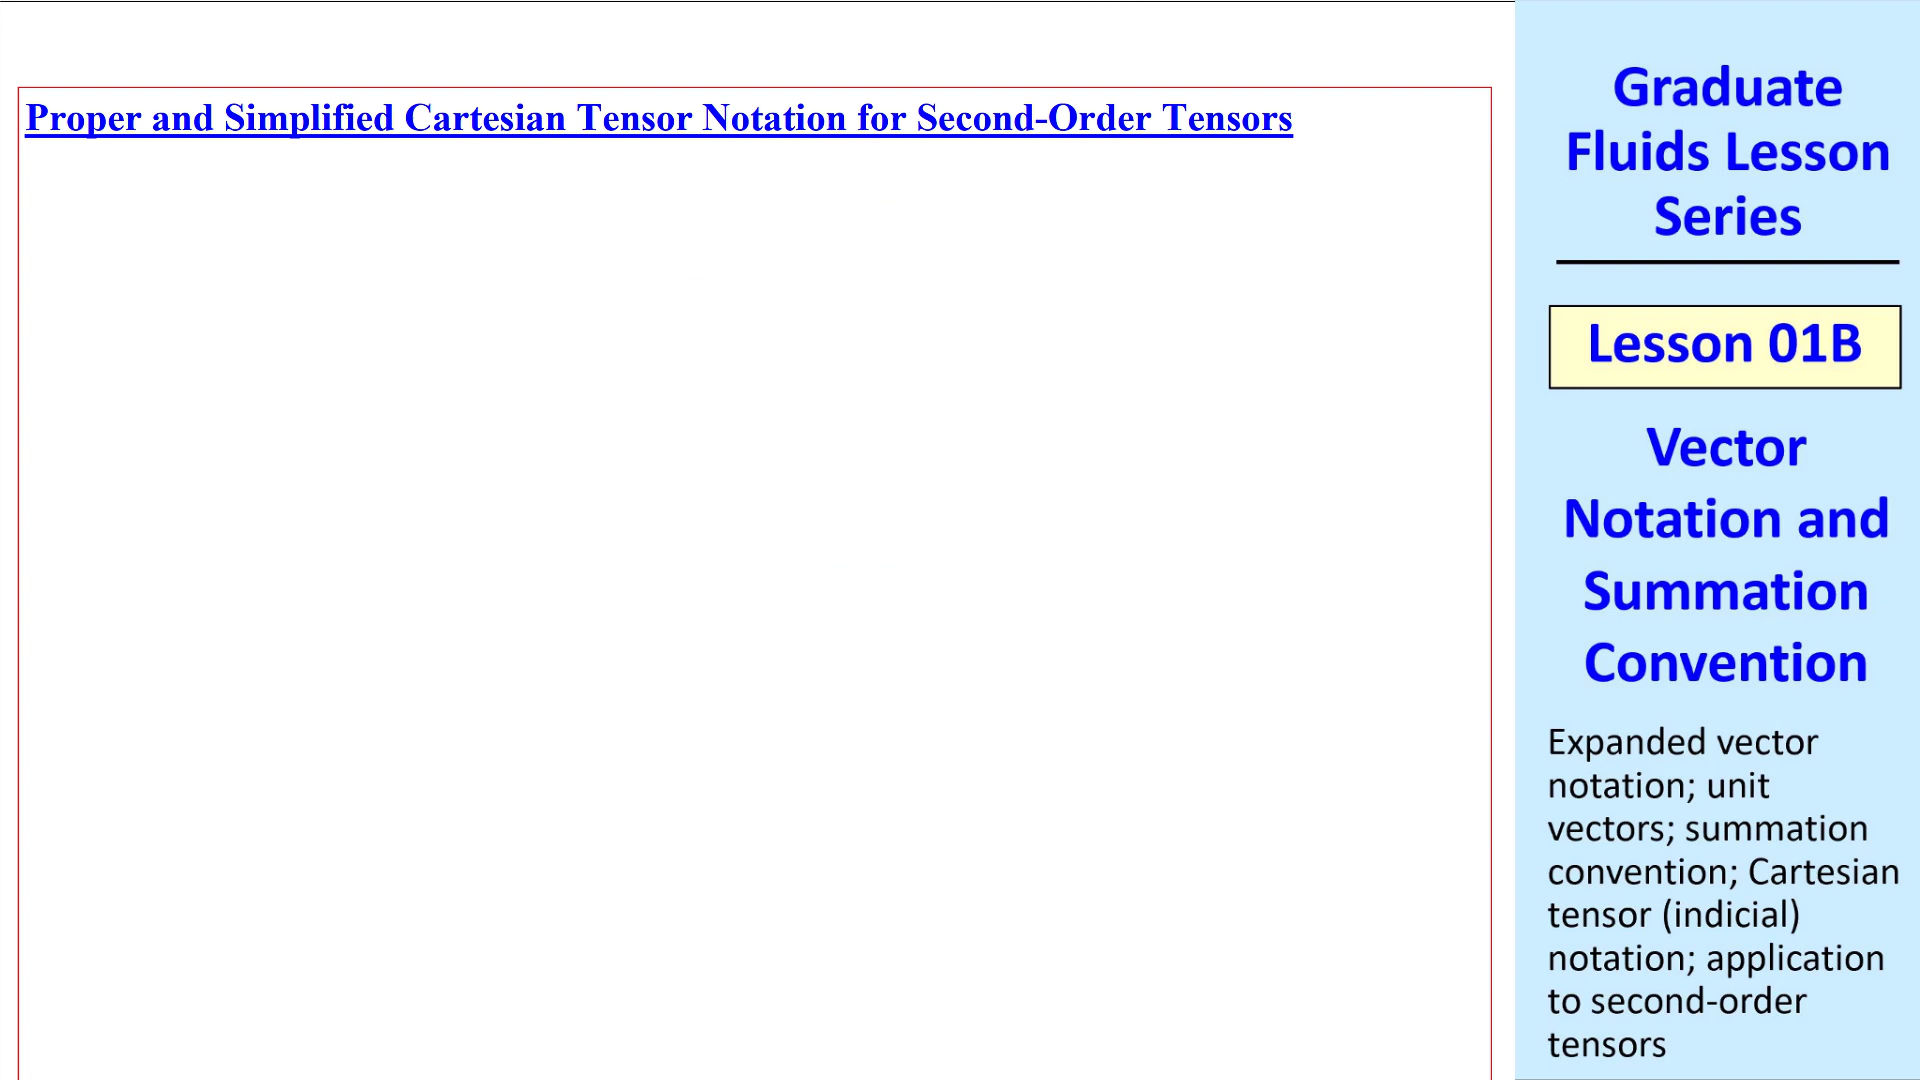 Proper and Simplified Cartesian Tensor Notation for Second-Order Tensors
Graduate
Fluids Lesson
Series
Lesson 01B
Vector
Notation and
Summation
Convention
Expanded vector
notation; unit
vectors; summation
convention; Cartesian
tensor (indicial)
notation; application
to second-order
tensors